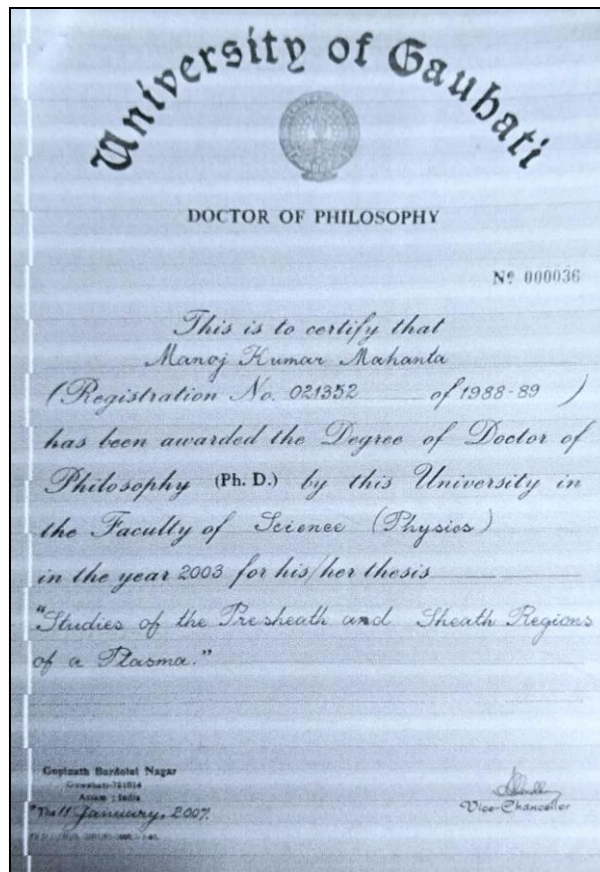 University of Gauhati
DOCTOR OF PHILOSOPHY
Nº 000036
This is to certify that
Manoj Kumar Mahanta
(Registration No. 021352 of 1988-89 )
has been awarded the Degree of Doctor of
Philosophy (Ph. D.) by this University in
the Faculty of Science (Physics)
in the year 2003 for his/her thesis
"Studies of the Presheath and Sheath Regions
of a Plasma."
Gopinath Bardoloi Nagar
Guwahati-781014
Assam ; India
The 11 January, 2007.
Vice-Chancellor